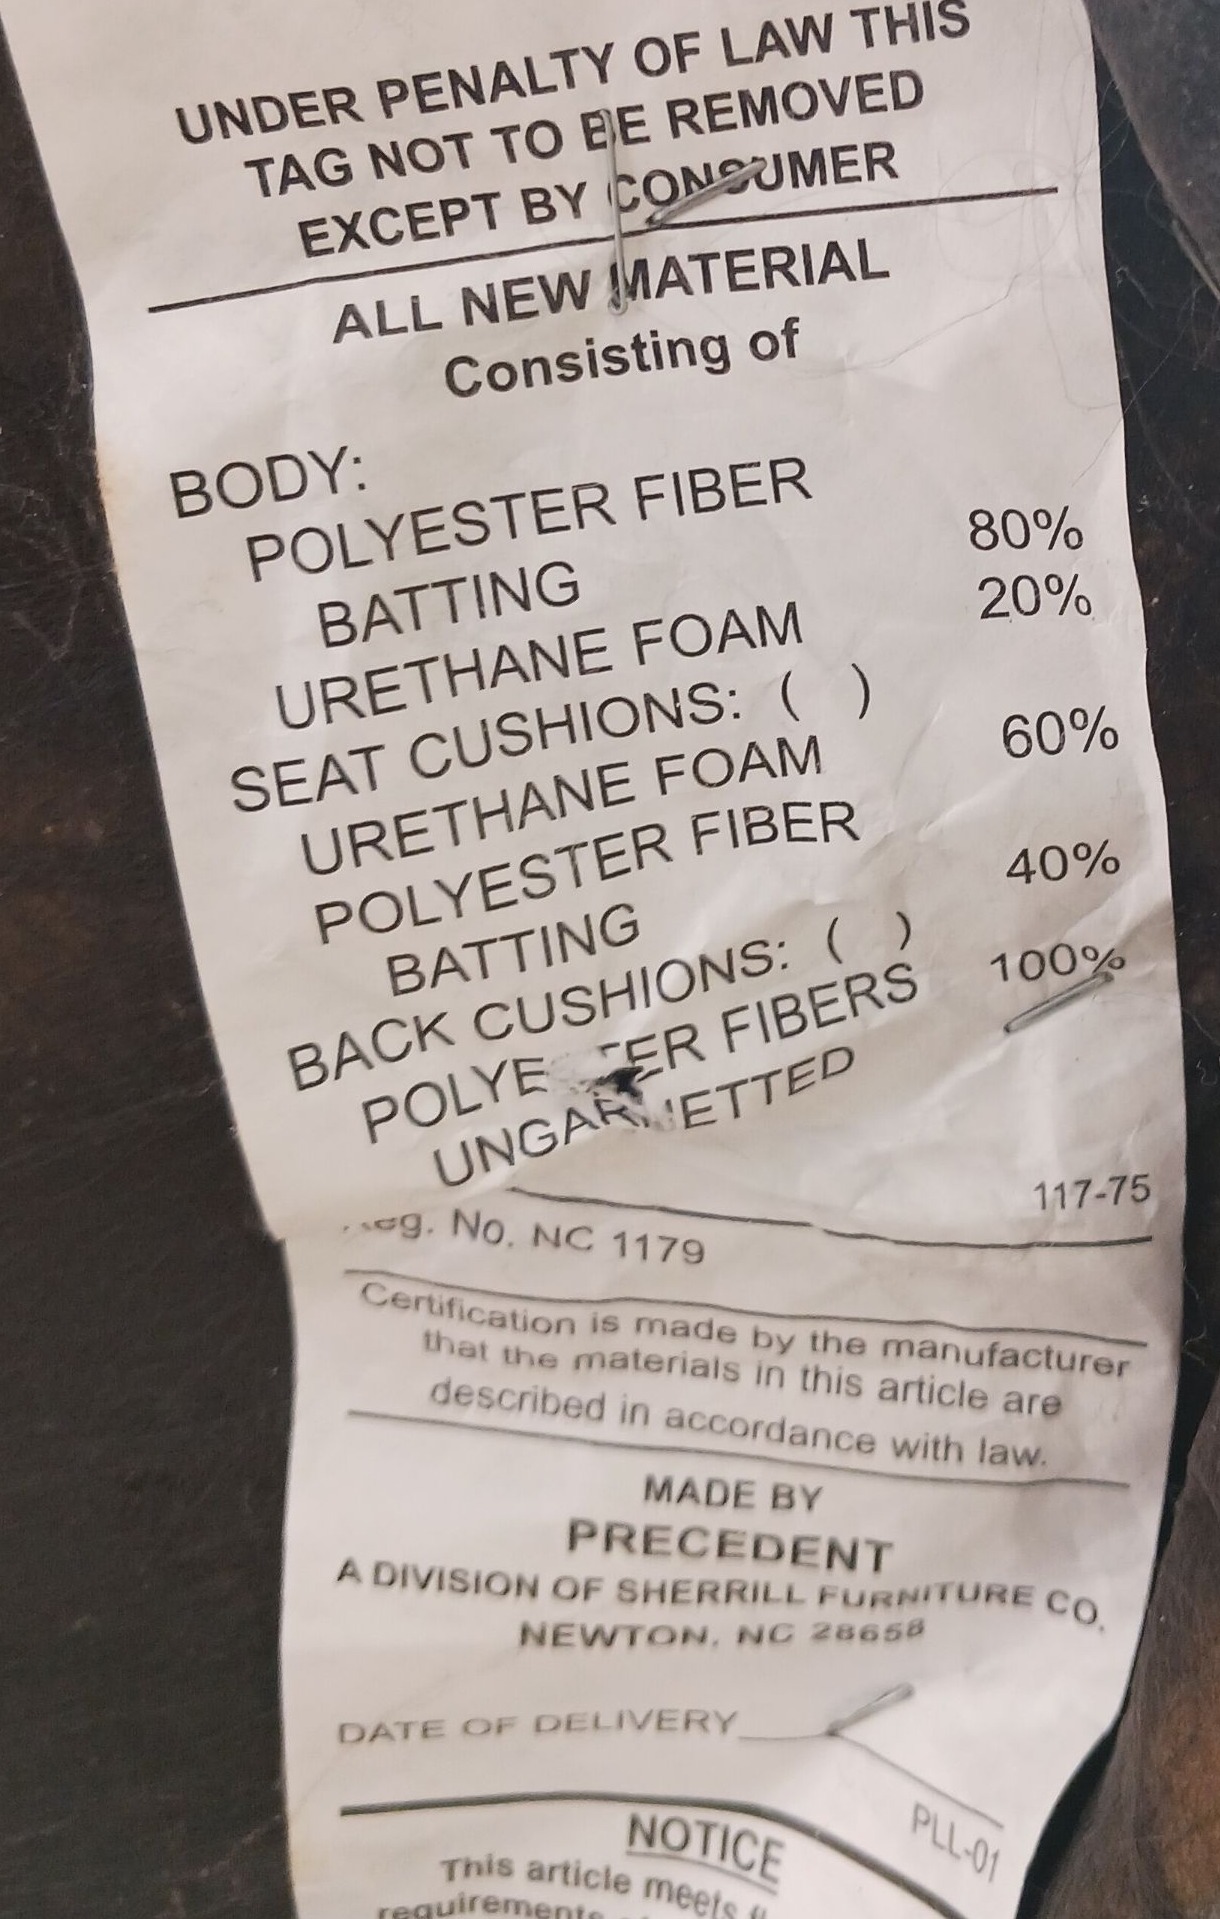 UNDER PENALTY OF LAW THIS
TAG NOT TO BE REMOVED
EXCEPT BY CONSUMER
ALL NEW MATERIAL
Consisting of
BODY:
POLYESTER FIBER
BATTING 80%
URETHANE FOAM 20%
SEAT CUSHIONS: ( )
URETHANE FOAM 60%
POLYESTER FIBER
BATTING 40%
BACK CUSHIONS: ( )
POLYESTER FIBERS 100%
UNGARNETTED
117-75
Reg. No. NC 1179
Certification is made by the manufacturer
that the materials in this article are
described in accordance with law.
MADE BY
PRECEDENT
A DIVISION OF SHERRILL FURNITURE CO.
NEWTON, NC 28658
DATE OF DELIVERY
PLL-01
NOTICE
This article meets
requirements